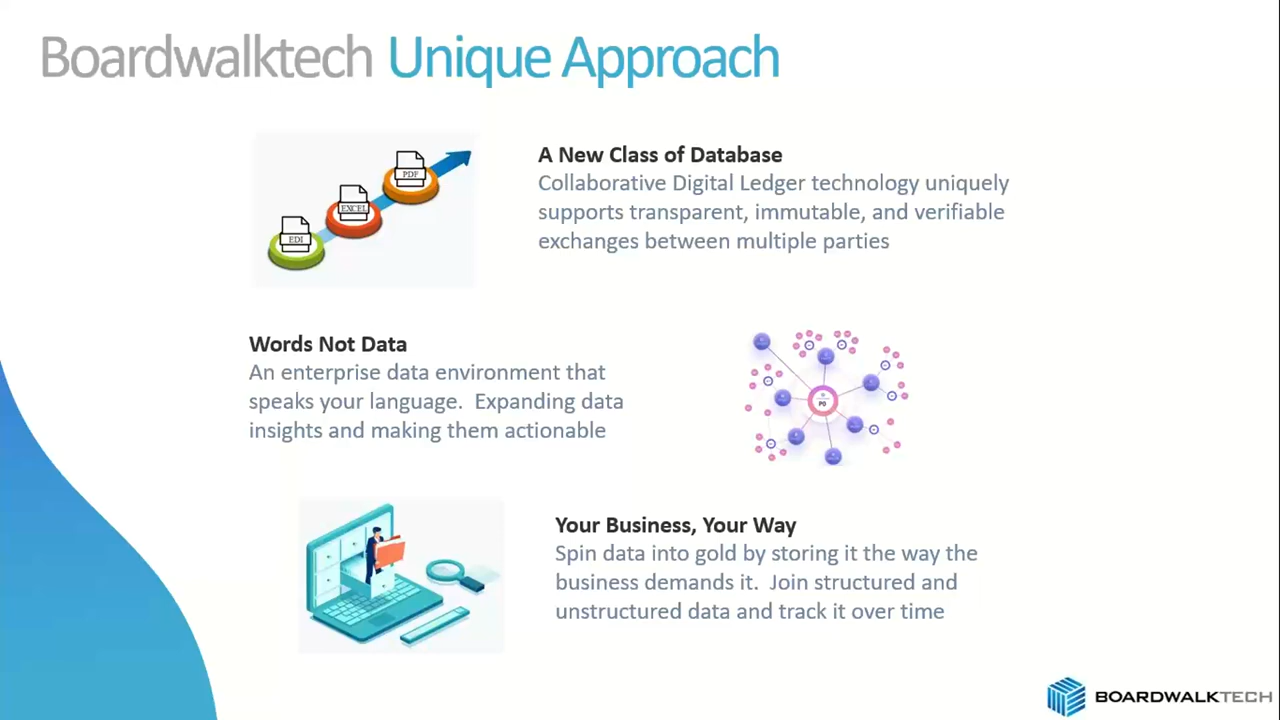 Boardwalktech Unique Approach
PDF
EXCEL
EDI
A New Class of Database
Collaborative Digital Ledger technology uniquely
supports transparent, immutable, and verifiable
exchanges between multiple parties
Words Not Data
An enterprise data environment that
speaks your language.  Expanding data
insights and making them actionable
PO
Your Business, Your Way
Spin data into gold by storing it the way the
business demands it.  Join structured and
unstructured data and track it over time
BOARDWALKTECH